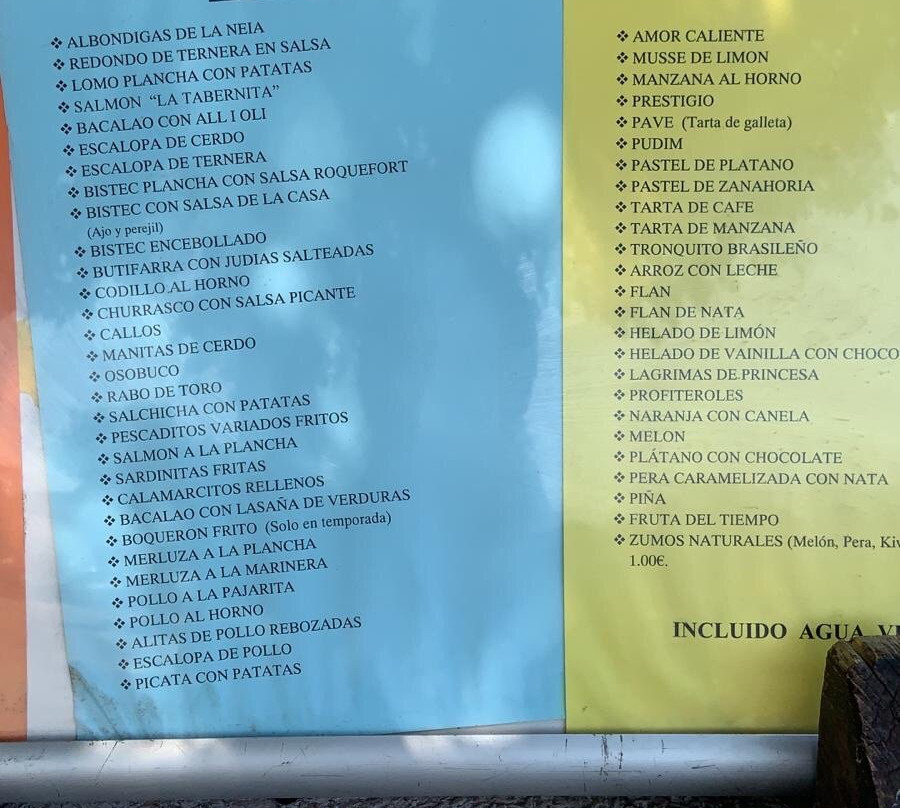 ❖ ALBONDIGAS DE LA NEIA
❖ REDONDO DE TERNERA EN SALSA
❖ LOMO PLANCHA CON PATATAS
❖ SALMON "LA TABERNITA"
❖ BACALAO CON ALL I OLI
❖ ESCALOPA DE CERDO
❖ ESCALOPA DE TERNERA
❖ BISTEC PLANCHA CON SALSA ROQUEFORT
❖ BISTEC CON SALSA DE LA CASA
(Ajo y perejil)
❖ BISTEC ENCEBOLLADO
❖ BUTIFARRA CON JUDIAS SALTEADAS
❖ CODILLO AL HORNO
❖ CHURRASCO CON SALSA PICANTE
❖ CALLOS
❖ MANITAS DE CERDO
❖ OSOBUCO
❖ RABO DE TORO
❖ SALCHICHA CON PATATAS
❖ PESCADITOS VARIADOS FRITOS
❖ SALMON A LA PLANCHA
❖ SARDINITAS FRITAS
❖ CALAMARCITOS RELLENOS
❖ BACALAO CON LASAÑA DE VERDURAS
❖ BOQUERON FRITO (Solo en temporada)
❖ MERLUZA A LA PLANCHA
❖ MERLUZA A LA MARINERA
❖ POLLO A LA PAJARITA
❖ POLLO AL HORNO
❖ ALITAS DE POLLO REBOZADAS
❖ ESCALOPA DE POLLO
❖ PICATA CON PATATAS
❖ AMOR CALIENTE
❖ MUSSE DE LIMON
❖ MANZANA AL HORNO
❖ PRESTIGIO
❖ PAVE (Tarta de galleta)
❖ PUDIM
❖ PASTEL DE PLATANO
❖ PASTEL DE ZANAHORIA
❖ TARTA DE CAFE
❖ TARTA DE MANZANA
❖ TRONQUITO BRASILEÑO
❖ ARROZ CON LECHE
❖ FLAN
❖ FLAN DE NATA
❖ HELADO DE LIMÓN
❖ HELADO DE VAINILLA CON CHOCO
❖ LAGRIMAS DE PRINCESA
❖ PROFITEROLES
❖ NARANJA CON CANELA
❖ MELON
❖ PLÁTANO CON CHOCOLATE
❖ PERA CARAMELIZADA CON NATA
❖ PIÑA
❖ FRUTA DEL TIEMPO
❖ ZUMOS NATURALES (Melón, Pera, Kiw
1.00€.
INCLUIDO AGUA